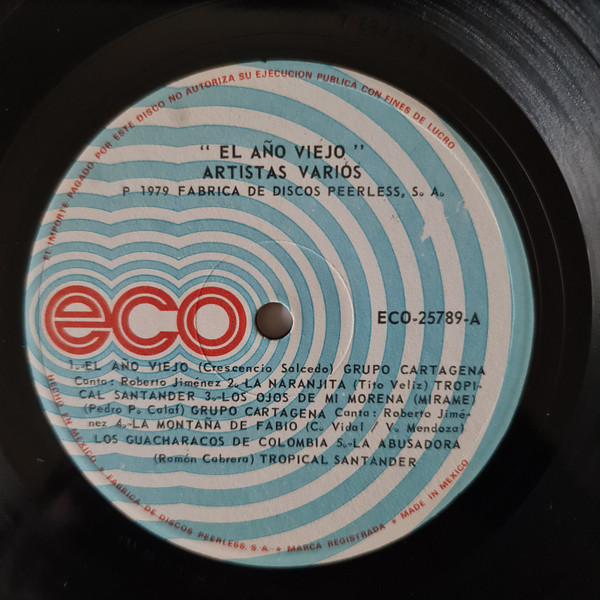 EL IMPORTE PAGADO POR ESTE DISCO NO AUTORIZA SU EJECUCION PUBLICA CON FINES DE LUCRO
" EL AÑO VIEJO "
ARTISTAS VARIOS
P 1979 FABRICA DE DISCOS PEERLESS, S. A.
eco
ECO-25789-A
1.-EL AÑO VIEJO (Crescencio Salcedo) GRUPO CARTAGENA
Canta: Roberto Jiménez 2.-LA NARANJITA (Tito Veliz) TROPI-
CAL SANTANDER 3.-LOS OJOS DE MI MORENA (MIRAME)
(Pedro P. Calaf) GRUPO CARTAGENA Canta: Roberto Jimé-
nez 4.-LA MONTAÑA DE FABIO (C. Vidal / V. Mendoza)
LOS GUACHARACOS DE COLOMBIA 5.-LA ABUSADORA
(Ramón Cabrera) TROPICAL SANTANDER
HECHO EN MEXICO • FABRICA DE DISCOS PEERLESS, S.A. • MARCA REGISTRADA • MADE IN MEXICO